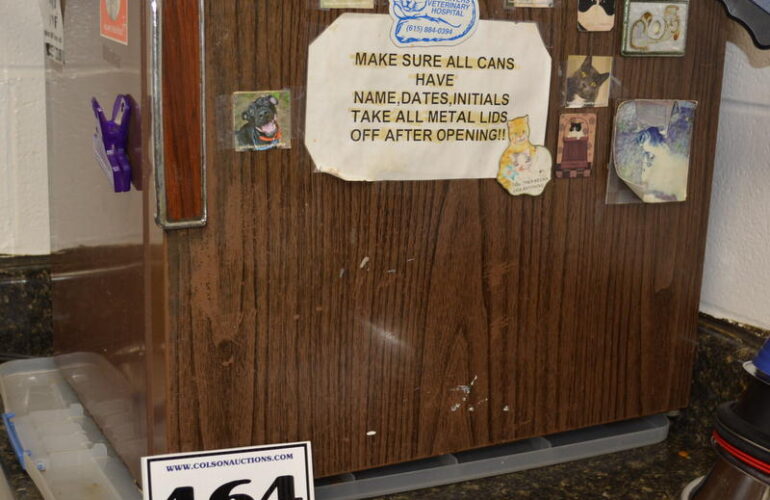 VETERINARY
HOSPITAL
(615) 884-0394
MAKE SURE ALL CANS
HAVE
NAME,DATES,INITIALS
TAKE ALL METAL LIDS
OFF AFTER OPENING!!
WWW.COLSONAUCTIONS.COM
464